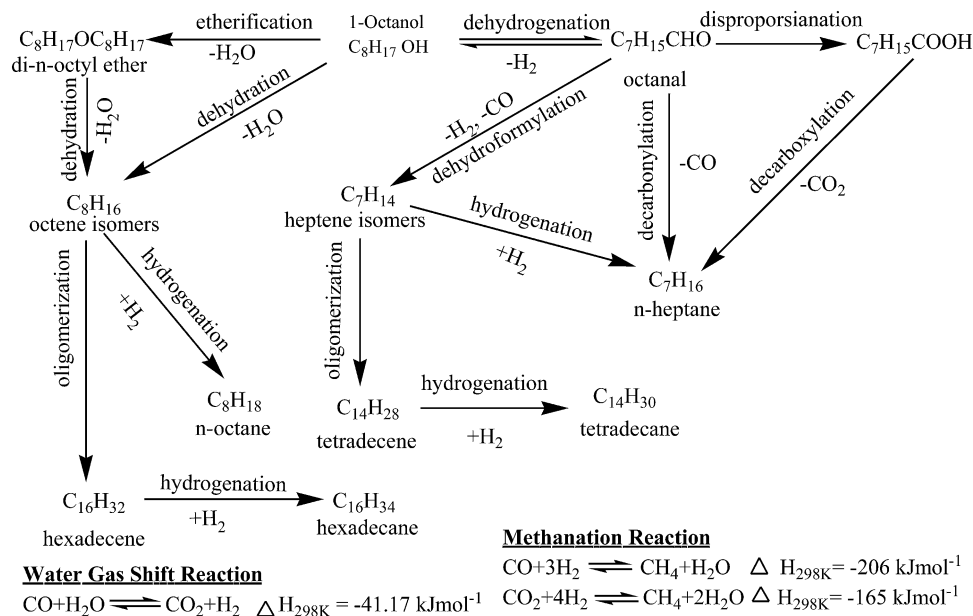 etherification
1-Octanol
dehydrogenation
disproporsianation
C₈H₁₇OC₈H₁₇
-H₂O
C₈H₁₇ OH
-H₂
C₇H₁₅CHO
C₇H₁₅COOH
di-n-octyl ether
octanal
dehydration
-H₂O
dehydration
-H₂O
-H₂, -CO
dehydroformylation
decarbonylation
-CO
decarboxylation
-CO₂
C₈H₁₆
octene isomers
C₇H₁₄
heptene isomers
hydrogenation
+H₂
C₇H₁₆
n-heptane
oligomerization
hydrogenation
+H₂
oligomerization
C₈H₁₈
n-octane
C₁₄H₂₈
tetradecene
hydrogenation
+H₂
C₁₄H₃₀
tetradecane
C₁₆H₃₂
hexadecene
hydrogenation
+H₂
C₁₆H₃₄
hexadecane
Water Gas Shift Reaction
CO+H₂O ⇌ CO₂+H₂ △ H₂₉₈K = -41.17 kJmol⁻¹
Methanation Reaction
CO+3H₂ ⇌ CH₄+H₂O △ H₂₉₈K= -206 kJmol⁻¹
CO₂+4H₂ ⇌ CH₄+2H₂O △ H₂₉₈K= -165 kJmol⁻¹